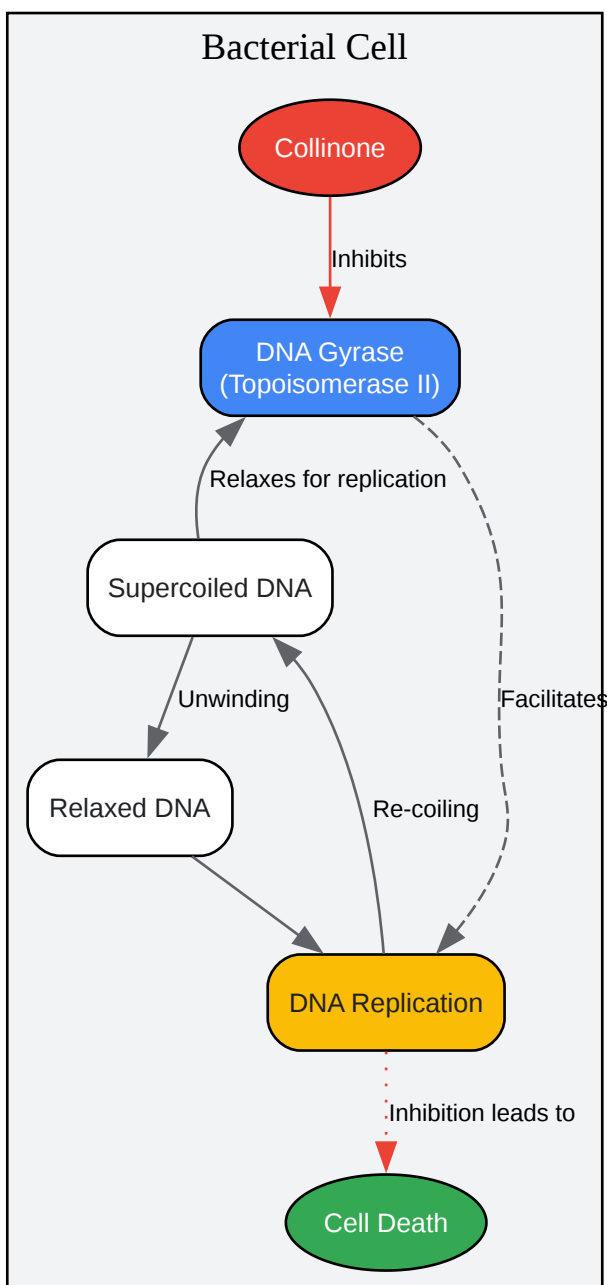 Bacterial Cell
Collinone
Inhibits
DNA Gyrase
(Topoisomerase II)
Relaxes for replication
Supercoiled DNA
Unwinding
Facilitates
Relaxed DNA
Re-coiling
DNA Replication
Inhibition leads to
Cell Death